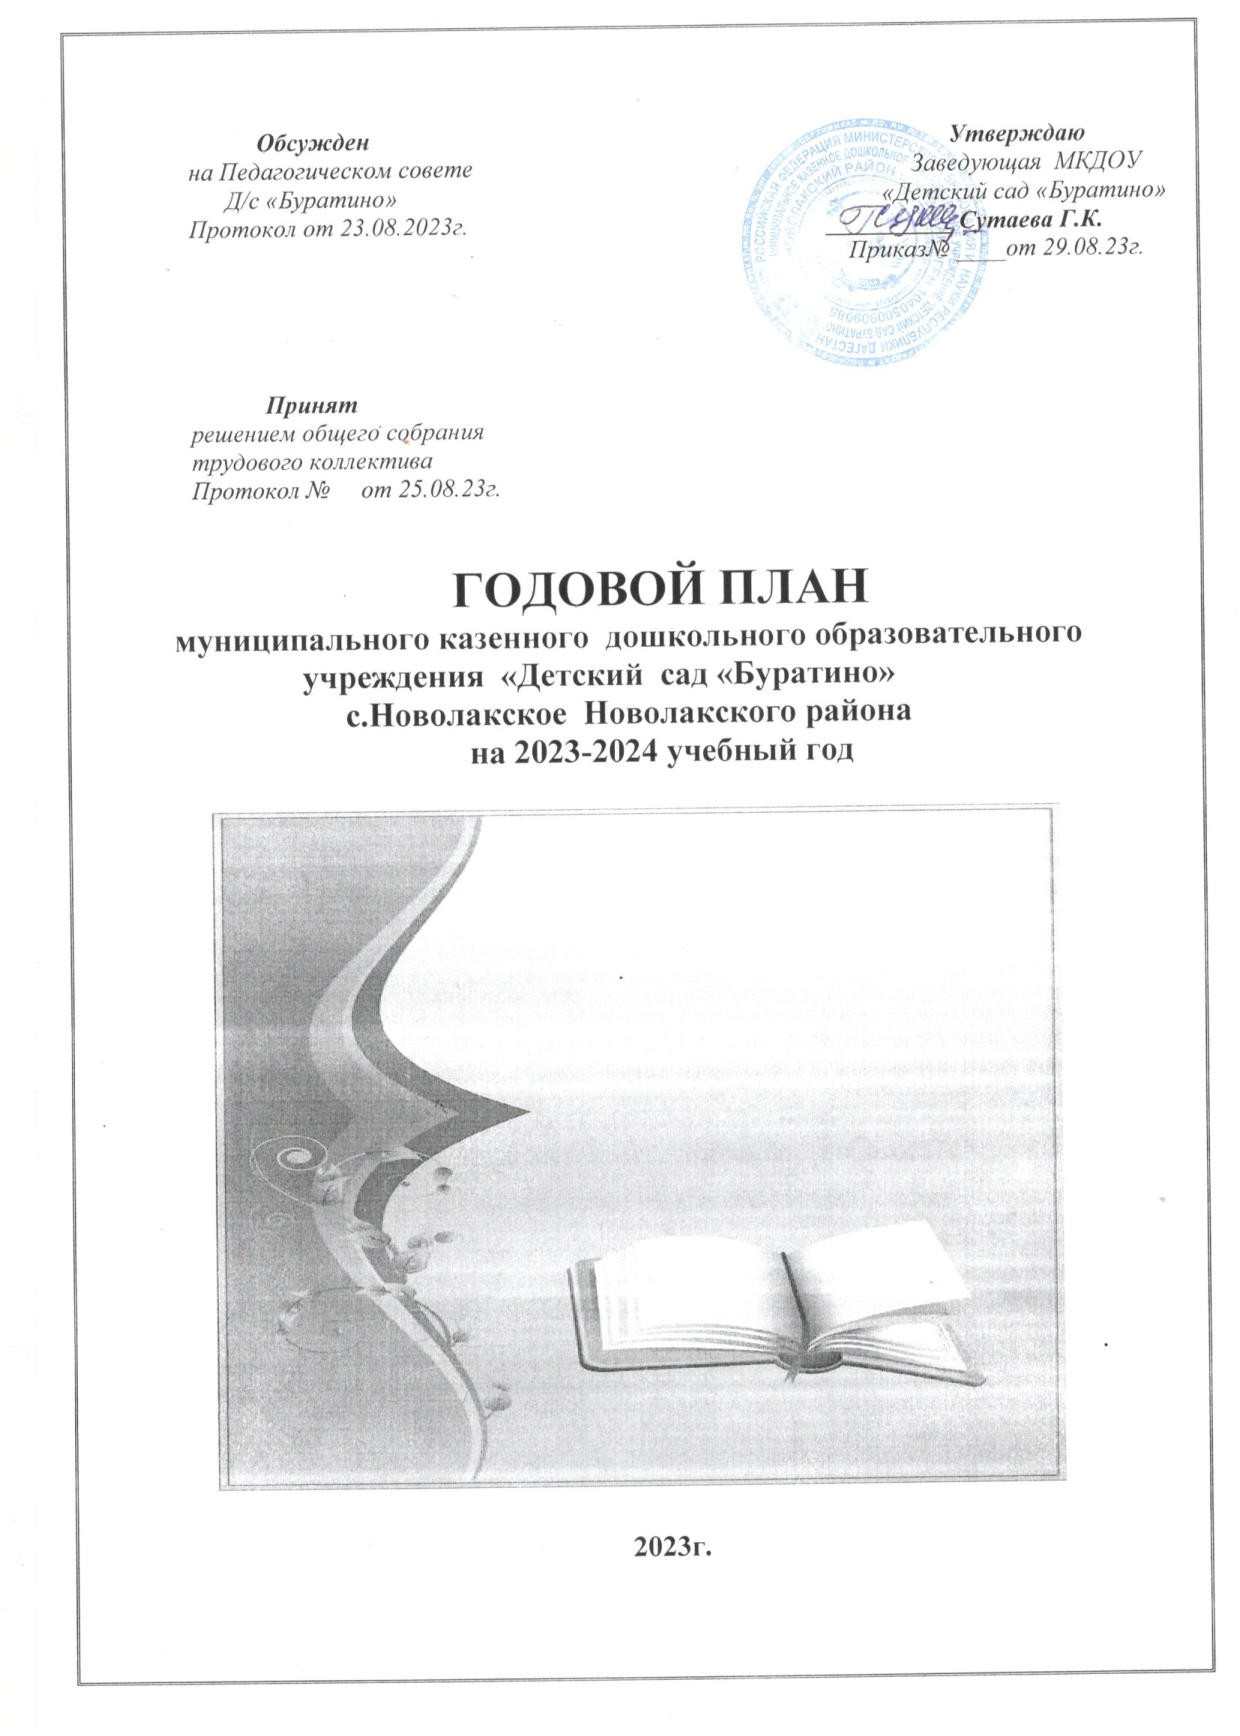 Обсужден
на Педагогическом совете
Д/с «Буратино»
Протокол от 23.08.2023г.
Утверждаю
Заведующая МКДОУ
«Детский сад «Буратино»
Сутаева Г.К.
Приказ№ ____от 29.08.23г.
Принят
решением общего собрания
трудового коллектива
Протокол № от 25.08.23г.
ГОДОВОЙ ПЛАН
муниципального казенного дошкольного образовательного
учреждения «Детский сад «Буратино»
с.Новолакское Новолакского района
на 2023-2024 учебный год
2023г.